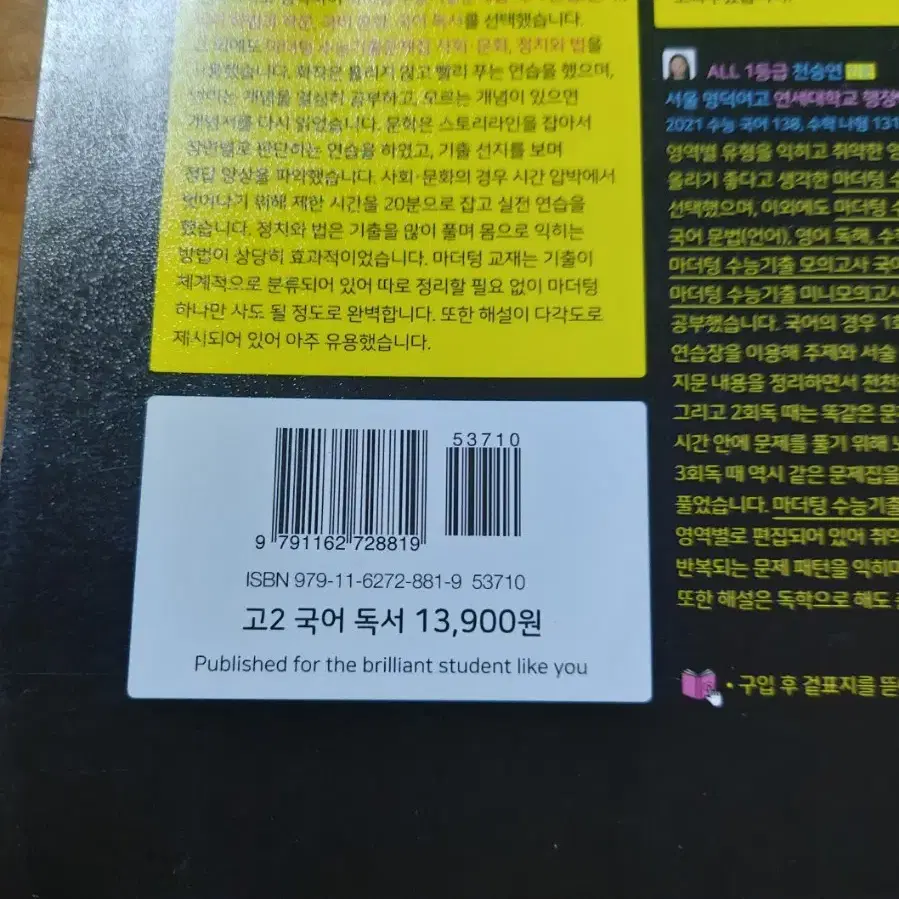 선택했습니다.
마더텅 수능기출문제집 사회·문화, 정치와 법을
했습니다. 화작은 틀리지 않고 빨리 푸는 연습을 했으며,
개념을 열심히 공부하고, 모르는 개념이 있으면
개념서를 다시 읽었습니다. 문학은 스토리라인을 잡아서
장면별로 판단하는 연습을 하였고, 기출 선지를 보며
정답 양상을 파악했습니다. 사회·문화의 경우 시간 압박에서
벗어나기 위해 제한 시간을 20분으로 잡고 실전 연습을
했습니다. 정치와 법은 기출을 많이 풀며 몸으로 익히는
방법이 상당히 효과적이었습니다. 마더텅 교재는 기출이
체계적으로 분류되어 있어 따로 정리할 필요 없이 마더텅
하나만 사도 될 정도로 완벽합니다. 또한 해설이 다각도로
제시되어 있어 아주 유용했습니다.
53710
9 791162 728819
ISBN 979-11-6272-881-9 53710
고2 국어 독서 13,900원
Published for the brilliant student like you
ALL 1등급 천승연
서울 명덕여고 연세대학교 행정
2021 수능 국어 138, 수학 나형 131
영역별 유형을 익히고 취약한
올리기 좋다고 생각한 마더텅
선택했으며, 이외에도 마더텅
국어 문법(언어), 영어 독해,
마더텅 수능기출 모의고사 국어
마더텅 수능기출 미니모의고사
공부했습니다. 국어의 경우 1회
연습장을 이용해 주제와 서술
지문 내용을 정리하면서
그리고 2회독 때는 똑같은
시간 안에 문제를 풀기 위해
3회독 때 역시 같은 문제집을
풀었습니다. 마더텅 수능기출
영역별로 편집되어 있어
반복되는 문제 패턴을
또한 해설은 독학으로 해도
• 구입 후 겉표지를